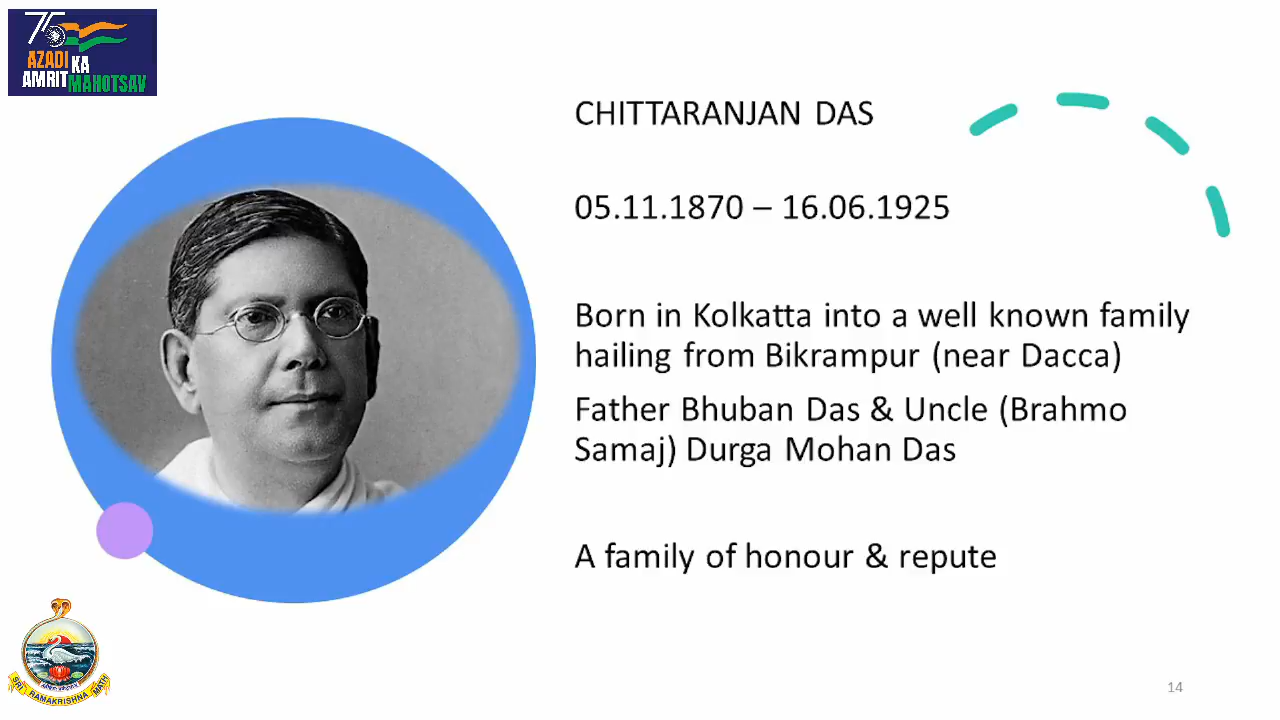 75
AZADI
KA
AMRIT
MAHOTSAV
CHITTARANJAN DAS
05.11.1870 – 16.06.1925
Born in Kolkatta into a well known family
hailing from Bikrampur (near Dacca)
Father Bhuban Das & Uncle (Brahmo
Samaj) Durga Mohan Das
A family of honour & repute
SRI RAMAKRISHNA MATH
14